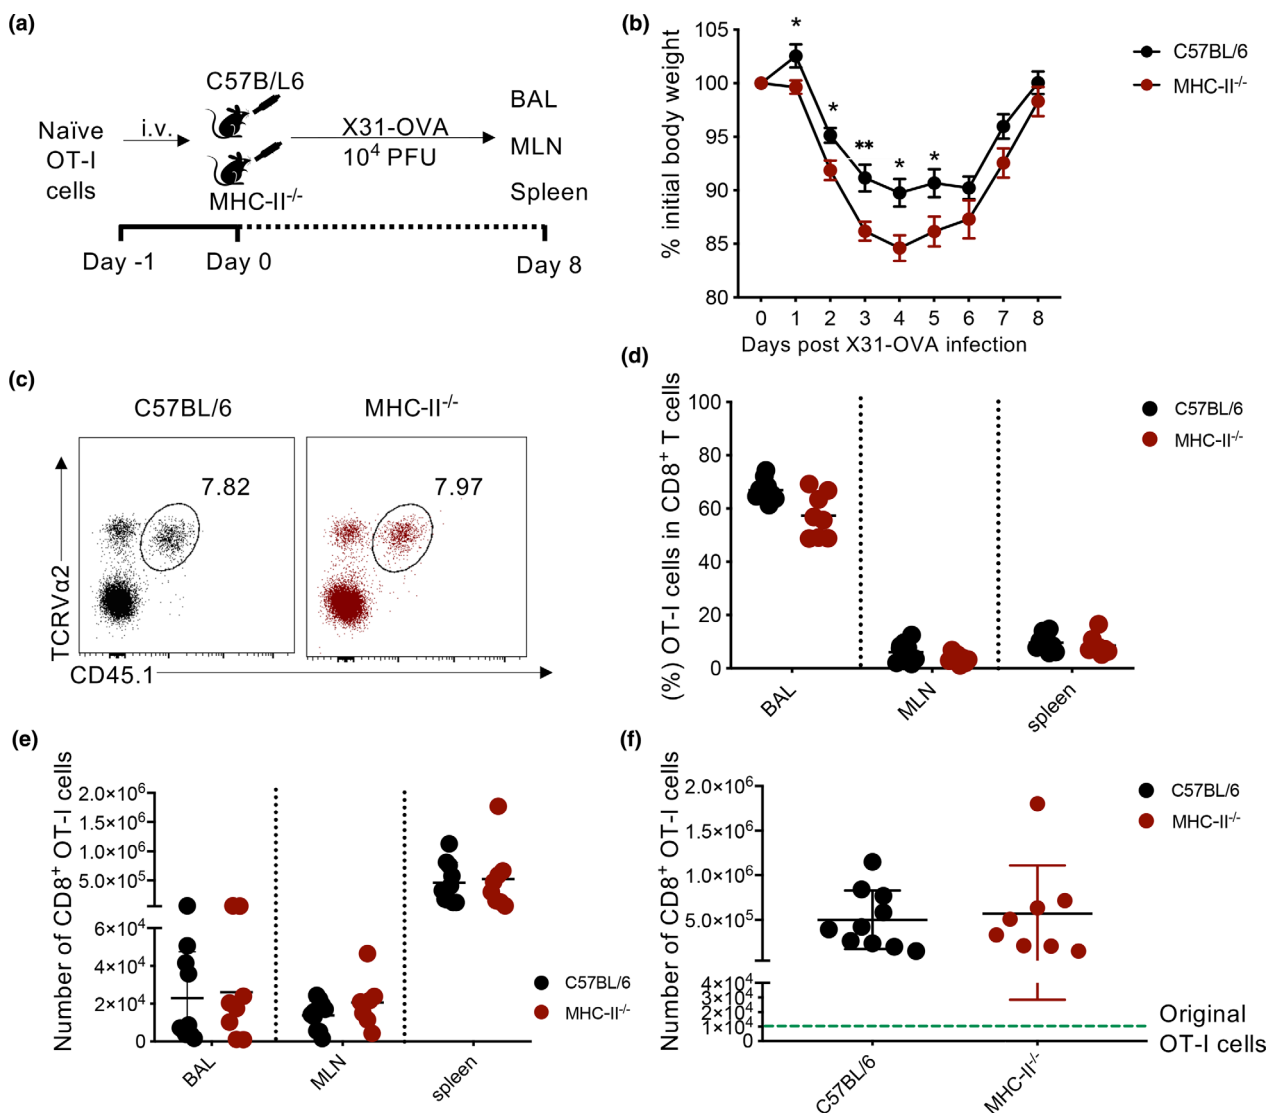 (a)
C57B/L6
Naïve
OT-I
cells
i.v.
X31-OVA
10⁴ PFU
BAL
MLN
Spleen
MHC-II⁻/⁻
Day -1
Day 0
Day 8
(b)
% initial body weight
105
100
95
90
85
80
*
*
**
*
*
0 1 2 3 4 5 6 7 8
Days post X31-OVA infection
C57BL/6
MHC-II⁻/⁻
(c)
C57BL/6
MHC-II⁻/⁻
7.82
7.97
TCRVα2
CD45.1
(d)
(%) OT-I cells in CD8⁺ T cells
100
80
60
40
20
0
BAL
MLN
spleen
C57BL/6
MHC-II⁻/⁻
(e)
Number of CD8⁺ OT-I cells
2.0×10⁶
1.5×10⁶
1.0×10⁶
5.0×10⁵
6×10⁴
4×10⁴
2×10⁴
0
BAL
MLN
spleen
C57BL/6
MHC-II⁻/⁻
(f)
Number of CD8⁺ OT-I cells
2.0×10⁶
1.5×10⁶
1.0×10⁶
5.0×10⁵
4×10⁴
3×10⁴
2×10⁴
1×10⁴
0
C57BL/6
MHC-II⁻/⁻
C57BL/6
MHC-II⁻/⁻
Original
OT-I cells